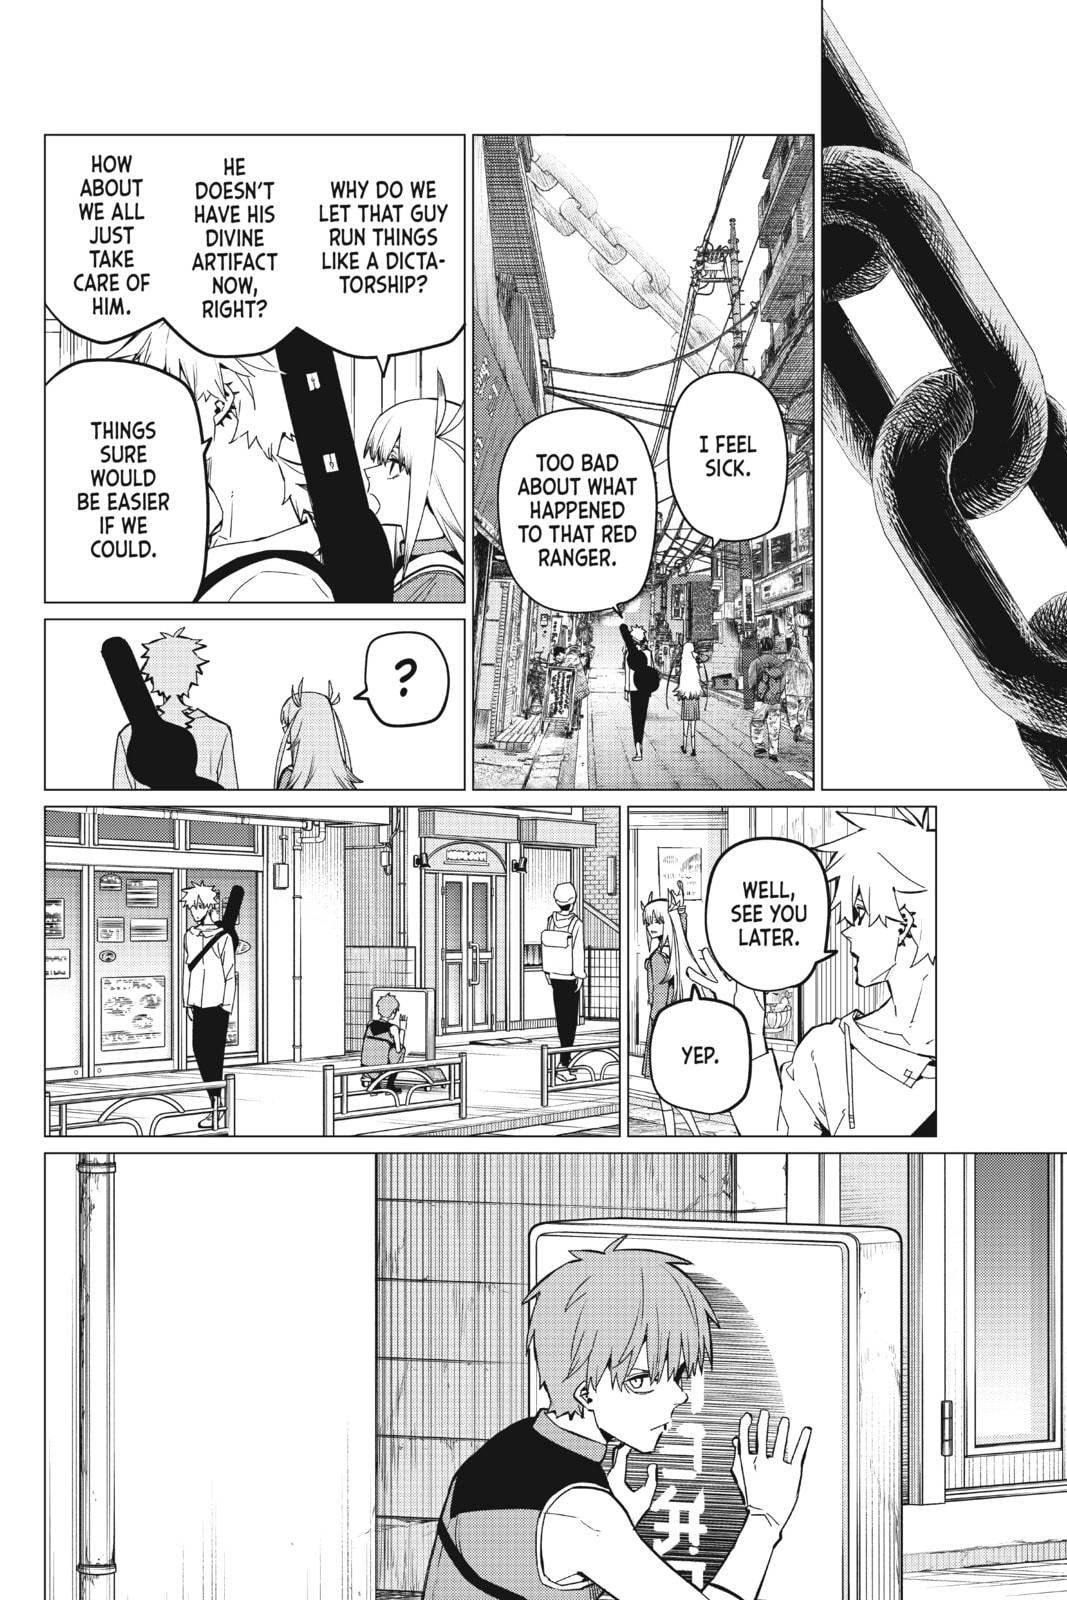 I FEEL
SICK.
TOO BAD
ABOUT WHAT
HAPPENED
TO THAT RED
RANGER.
WHY DO WE
LET THAT GUY
RUN THINGS
LIKE A DICTA-
TORSHIP?
HE
DOESN'T
HAVE HIS
DIVINE
ARTIFACT
NOW,
RIGHT?
HOW
ABOUT
WE ALL
JUST
TAKE
CARE OF
HIM.
THINGS
SURE
WOULD
BE EASIER
IF WE
COULD.
?
WELL,
SEE YOU
LATER.
YEP.